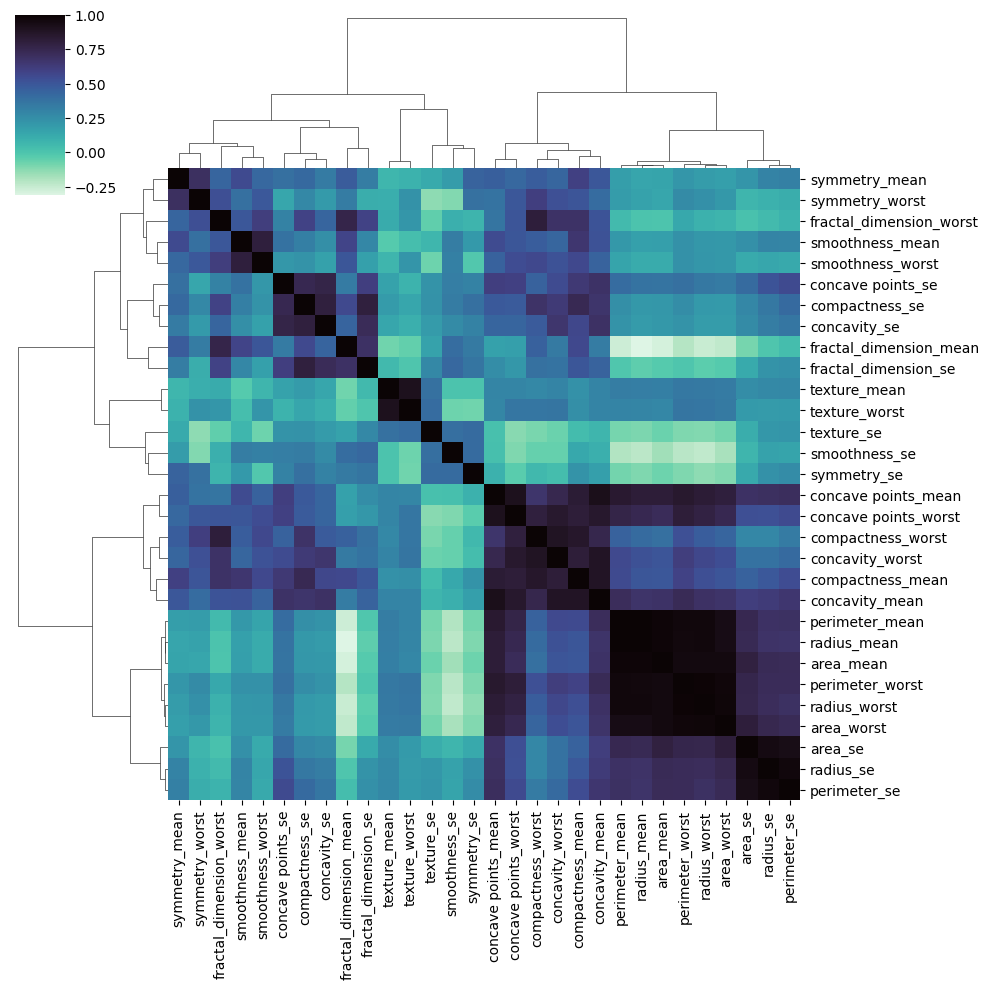 1.00
0.75
0.50
0.25
0.00
−0.25
symmetry_mean
symmetry_worst
fractal_dimension_worst
smoothness_mean
smoothness_worst
concave points_se
compactness_se
concavity_se
fractal_dimension_mean
fractal_dimension_se
texture_mean
texture_worst
texture_se
smoothness_se
symmetry_se
concave points_mean
concave points_worst
compactness_worst
concavity_worst
compactness_mean
concavity_mean
perimeter_mean
radius_mean
area_mean
perimeter_worst
radius_worst
area_worst
area_se
radius_se
perimeter_se
symmetry_mean
symmetry_worst
fractal_dimension_worst
smoothness_mean
smoothness_worst
concave points_se
compactness_se
concavity_se
fractal_dimension_mean
fractal_dimension_se
texture_mean
texture_worst
texture_se
smoothness_se
symmetry_se
concave points_mean
concave points_worst
compactness_worst
concavity_worst
compactness_mean
concavity_mean
perimeter_mean
radius_mean
area_mean
perimeter_worst
radius_worst
area_worst
area_se
radius_se
perimeter_se